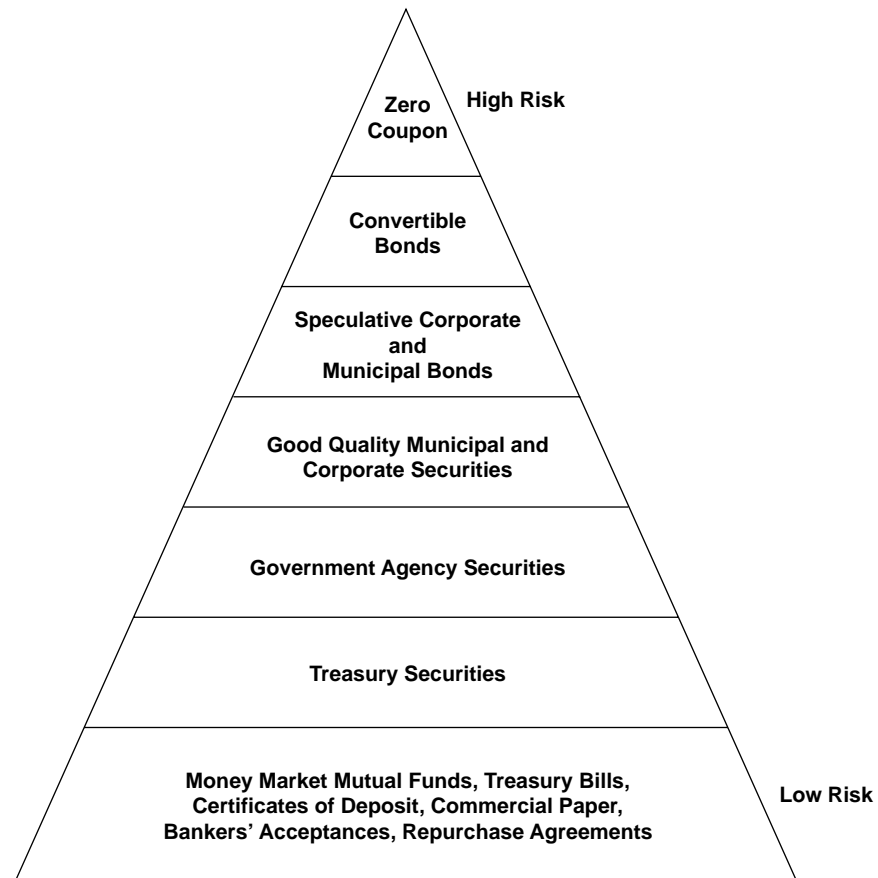 Zero
Coupon
High Risk
Convertible
Bonds
Speculative Corporate
and
Municipal Bonds
Good Quality Municipal and
Corporate Securities
Government Agency Securities
Treasury Securities
Money Market Mutual Funds, Treasury Bills,
Certificates of Deposit, Commercial Paper,
Bankers’ Acceptances, Repurchase Agreements
Low Risk